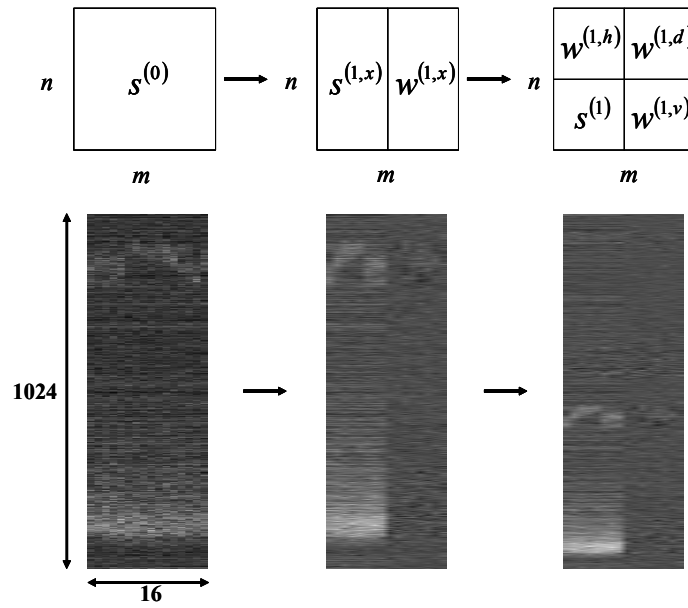 n s^(0) n s^(1,x) w^(1,x) n w^(1,h) w^(1,d)
s^(1) w^(1,v)
m m m
1024
16